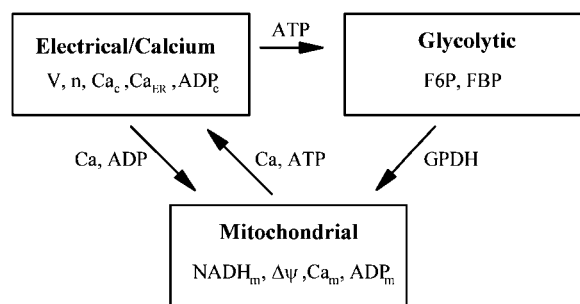 ATP
Electrical/Calcium
V, n, Ca_c ,Ca_ER ,ADP_c
Glycolytic
F6P, FBP
Ca, ADP
Ca, ATP
GPDH
Mitochondrial
NADH_m, Δψ ,Ca_m, ADP_m